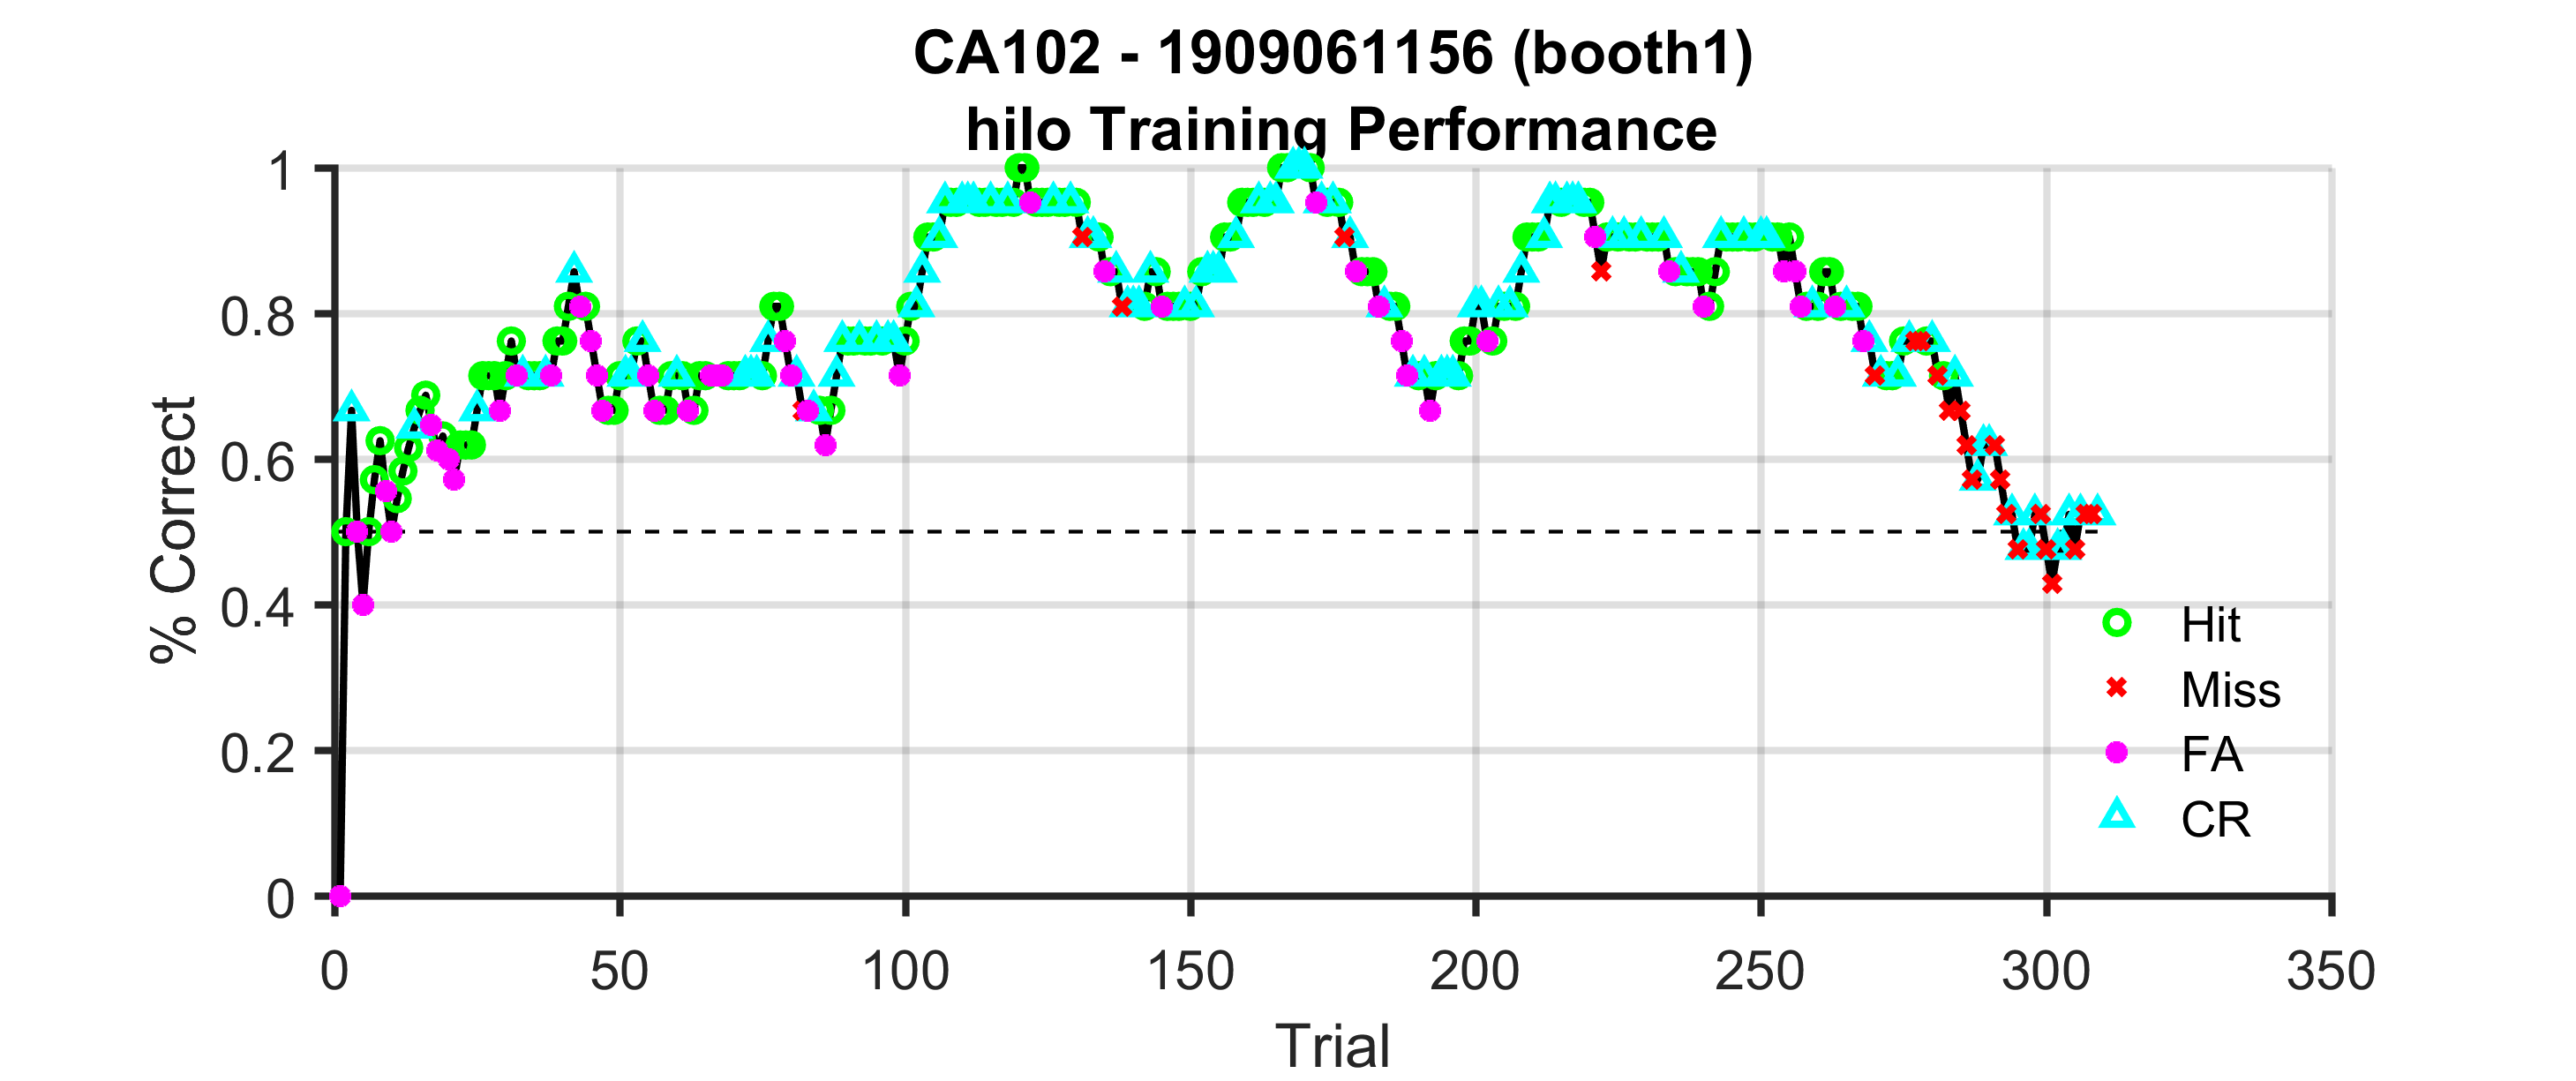 CA102 - 1909061156 (booth1)
hilo Training Performance
% Correct
1
0.8
0.6
0.4
0.2
0
0 50 100 150 200 250 300 350
Trial
Hit
Miss
FA
CR